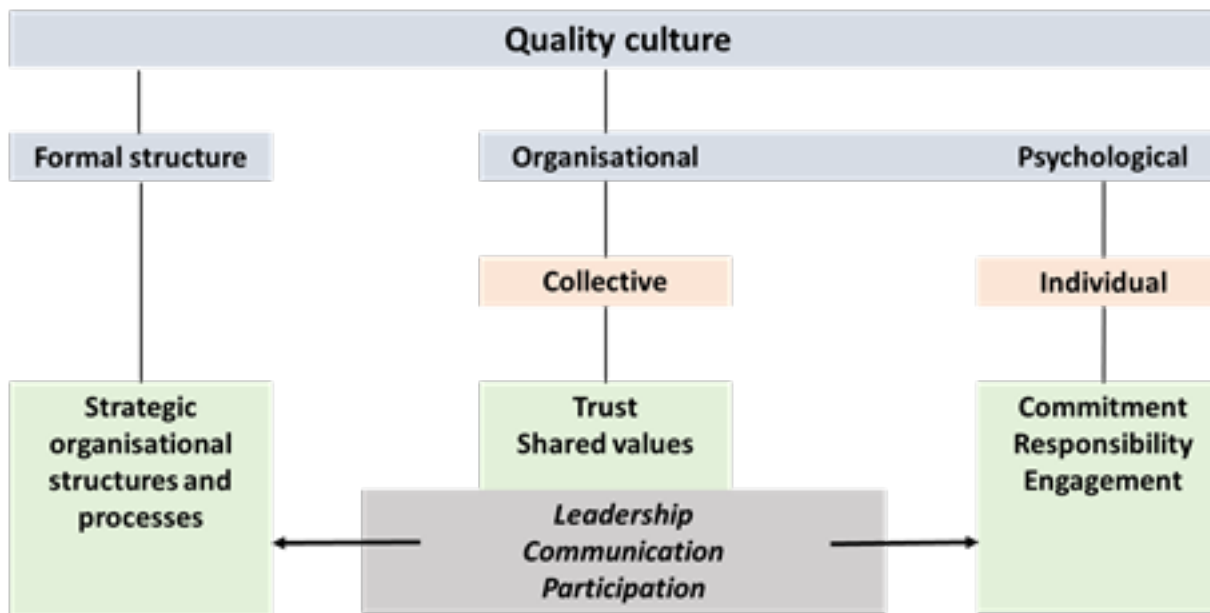 Quality culture
Formal structure
Organisational
Psychological
Collective
Individual
Strategic
organisational
structures and
processes
Trust
Shared values
Commitment
Responsibility
Engagement
Leadership
Communication
Participation